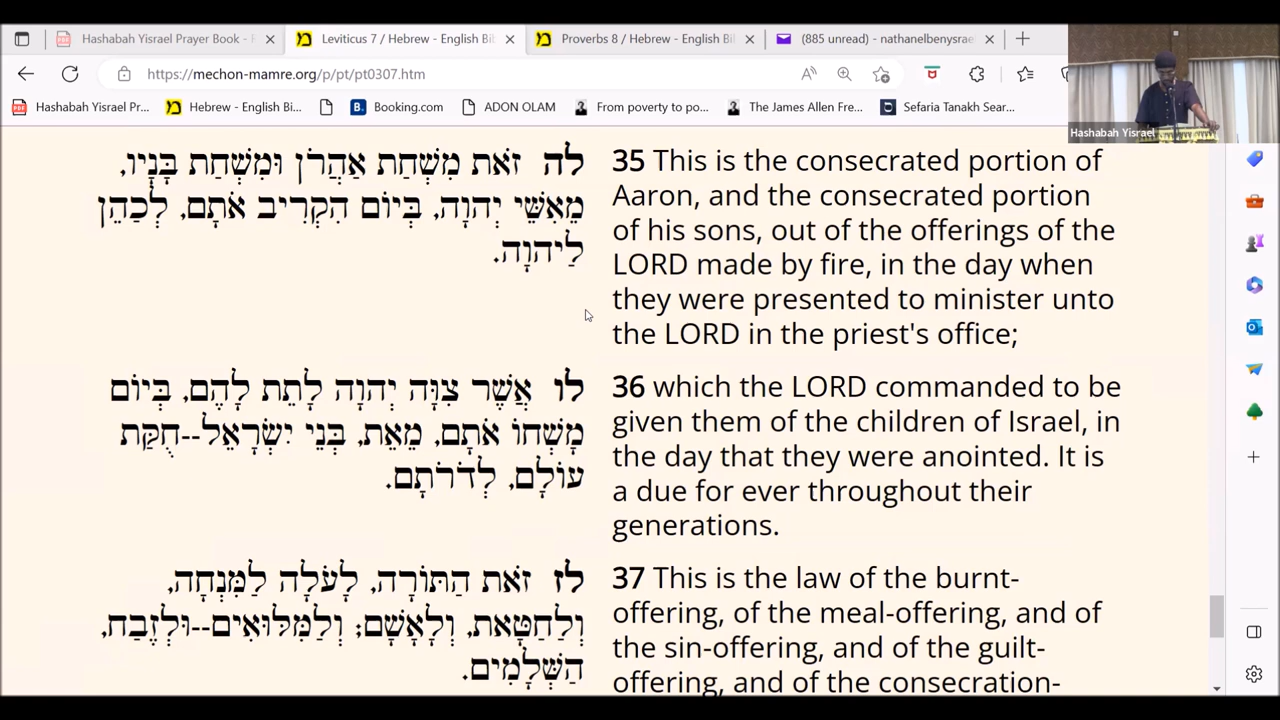 Hashabah Yisrael Prayer Book -
Leviticus 7 / Hebrew - English Bi
Proverbs 8 / Hebrew - English Bi
(885 unread) - nathanelbenysrae
https://mechon-mamre.org/p/pt/pt0307.htm
Hashabah Yisrael Pr...
Hebrew - English Bi...
Booking.com
ADON OLAM
From poverty to po...
The James Allen Fre...
Sefaria Tanakh Sear...
Hashabah Yisrael
לה זֹאת מִשְׁחַת אַהֲרֹן וּמִשְׁחַת בָּנָיו,
מֵאִשֵּׁי יְהוָה, בְּיוֹם הִקְרִיב אֹתָם, לְכַהֵן
לַיהוָה.
35 This is the consecrated portion of
Aaron, and the consecrated portion
of his sons, out of the offerings of the
LORD made by fire, in the day when
they were presented to minister unto
the LORD in the priest's office;
לו אֲשֶׁר צִוָּה יְהוָה לָתֵת לָהֶם, בְּיוֹם
מָשְׁחוֹ אֹתָם, מֵאֵת, בְּנֵי יִשְׂרָאֵל--חֻקַּת
עוֹלָם, לְדֹרֹתָם.
36 which the LORD commanded to be
given them of the children of Israel, in
the day that they were anointed. It is
a due for ever throughout their
generations.
לז זֹאת הַתּוֹרָה, לָעֹלָה לַמִּנְחָה,
וְלַחַטָּאת, וְלָאָשָׁם; וְלַמִּלּוּאִים--וּלְזֶבַח,
הַשְּׁלָמִים.
37 This is the law of the burnt-
offering, of the meal-offering, and of
the sin-offering, and of the guilt-
offering, and of the consecration-